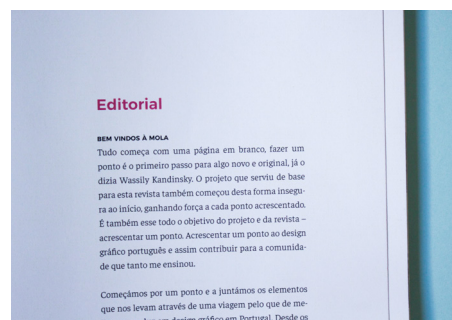 Editorial
BEM VINDOS À MOLA
Tudo começa com uma página em branco, fazer um
ponto é o primeiro passo para algo novo e original, já o
dizia Wassily Kandinsky. O projeto que serviu de base
para esta revista também começou desta forma insegu-
ra ao início, ganhando força a cada ponto acrescentado.
É também esse todo o objetivo do projeto e da revista –
acrescentar um ponto. Acrescentar um ponto ao design
gráfico português e assim contribuir para a comunida-
de que tanto me ensinou.
Começámos por um ponto e a juntámos os elementos
que nos levam através de uma viagem pelo que de me-
design gráfico em Portugal. Desde os